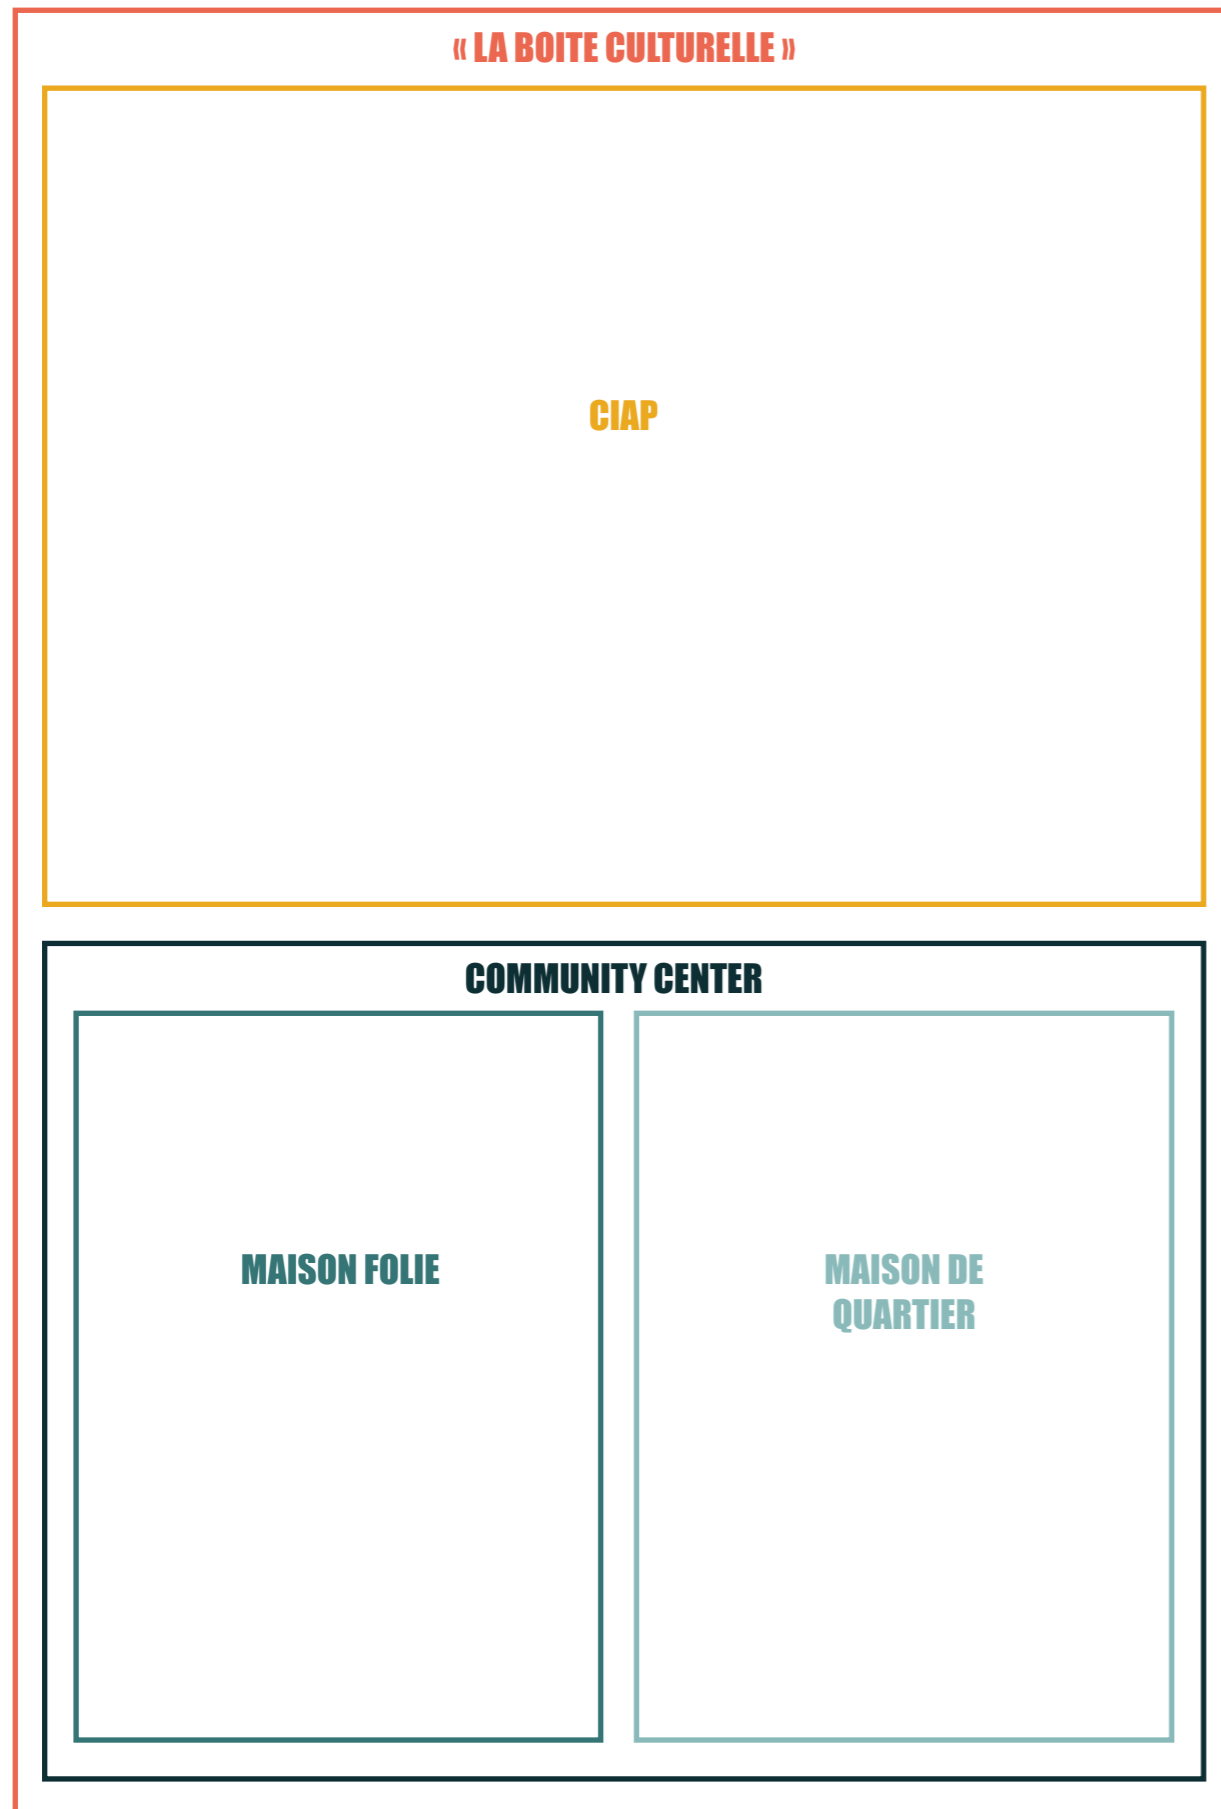 « LA BOITE CULTURELLE »
CIAP
COMMUNITY CENTER
MAISON FOLIE
MAISON DE
QUARTIER